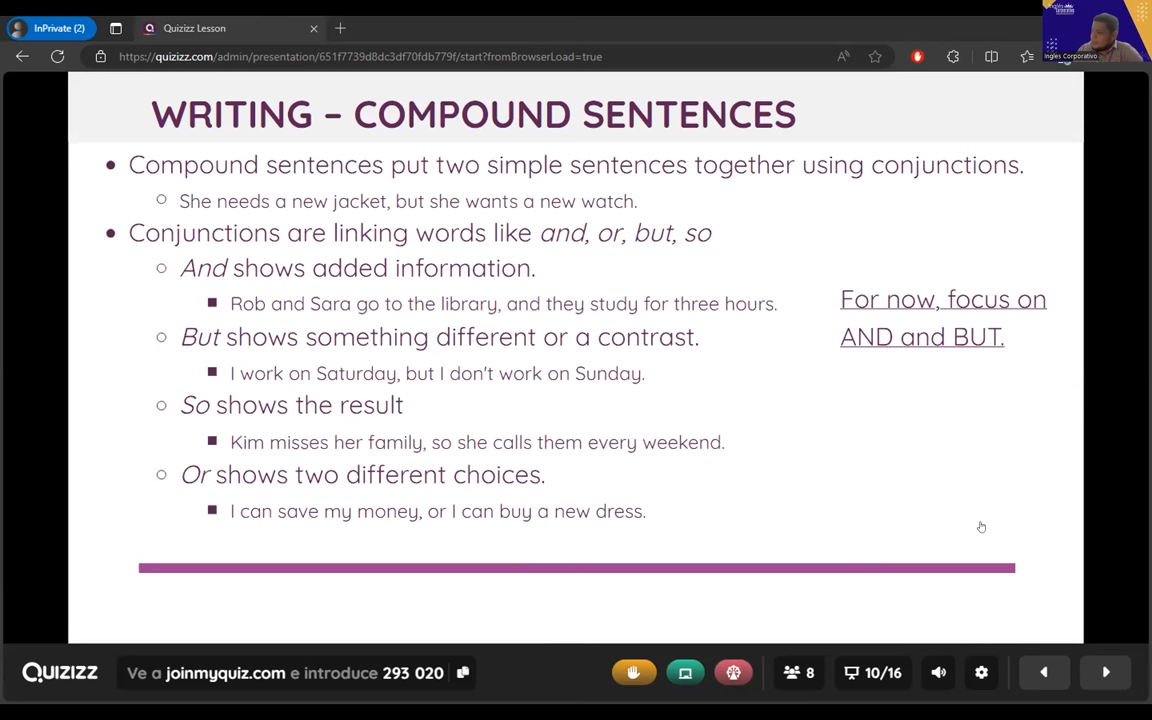 InPrivate (2)
Quizizz Lesson
https://quizizz.com/admin/presentation/651f7739d8dc3df70fdb779f/start?fromBrowserLoad=true
Inglés Corporativo
WRITING – COMPOUND SENTENCES
• Compound sentences put two simple sentences together using conjunctions.
○ She needs a new jacket, but she wants a new watch.
• Conjunctions are linking words like and, or, but, so
○ And shows added information.
■ Rob and Sara go to the library, and they study for three hours.
○ But shows something different or a contrast.
■ I work on Saturday, but I don't work on Sunday.
○ So shows the result
■ Kim misses her family, so she calls them every weekend.
○ Or shows two different choices.
■ I can save my money, or I can buy a new dress.
For now, focus on
AND and BUT.
QUIZIZZ
Ve a joinmyquiz.com e introduce 293 020
8
10/16